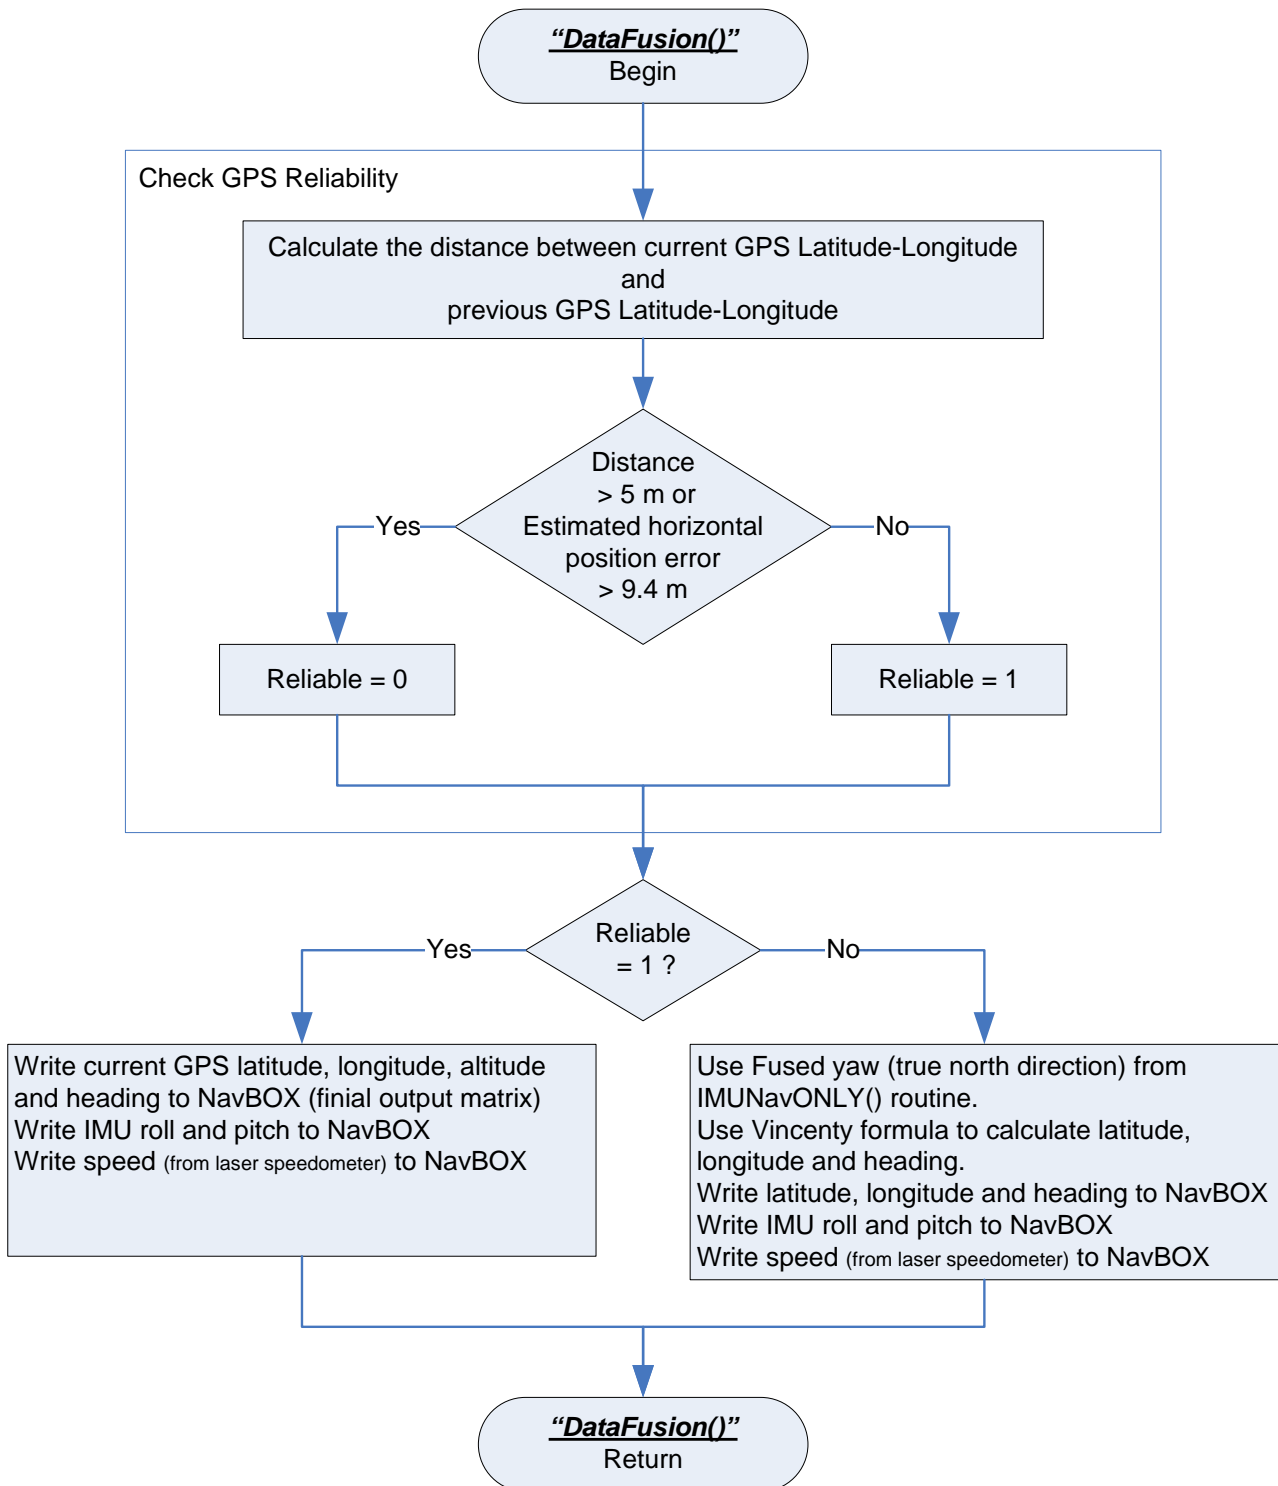 “DataFusion()”
Begin
Check GPS Reliability
Calculate the distance between current GPS Latitude-Longitude
and
previous GPS Latitude-Longitude
Distance
> 5 m or
Estimated horizontal
position error
> 9.4 m
Yes
No
Reliable = 0
Reliable = 1
Reliable
= 1 ?
Yes
No
Write current GPS latitude, longitude, altitude
and heading to NavBOX (finial output matrix)
Write IMU roll and pitch to NavBOX
Write speed (from laser speedometer) to NavBOX
Use Fused yaw (true north direction) from
IMUNavONLY() routine.
Use Vincenty formula to calculate latitude,
longitude and heading.
Write latitude, longitude and heading to NavBOX
Write IMU roll and pitch to NavBOX
Write speed (from laser speedometer) to NavBOX
“DataFusion()”
Return